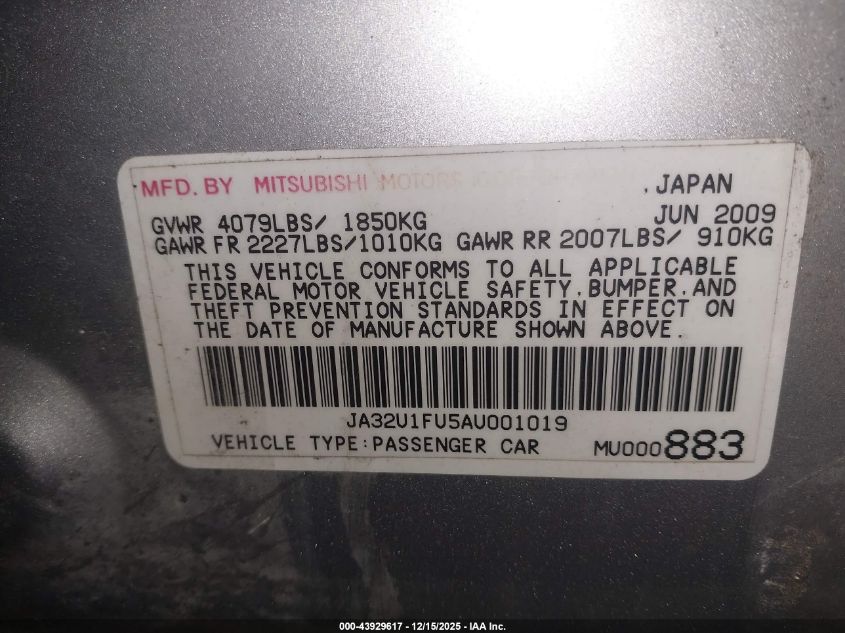 MFD. BY MITSUBISHI MOTORS , JAPAN
GVWR 4079LBS/ 1850KG JUN 2009
GAWR FR 2227LBS/1010KG GAWR RR 2007LBS/ 910KG
THIS VEHICLE CONFORMS TO ALL APPLICABLE
FEDERAL MOTOR VEHICLE SAFETY, BUMPER, AND
THEFT PREVENTION STANDARDS IN EFFECT ON
THE DATE OF MANUFACTURE SHOWN ABOVE.
JA32U1FU5AU001019
VEHICLE TYPE:PASSENGER CAR MU000883
000-43929617 - 12/15/2025 - IAA Inc.